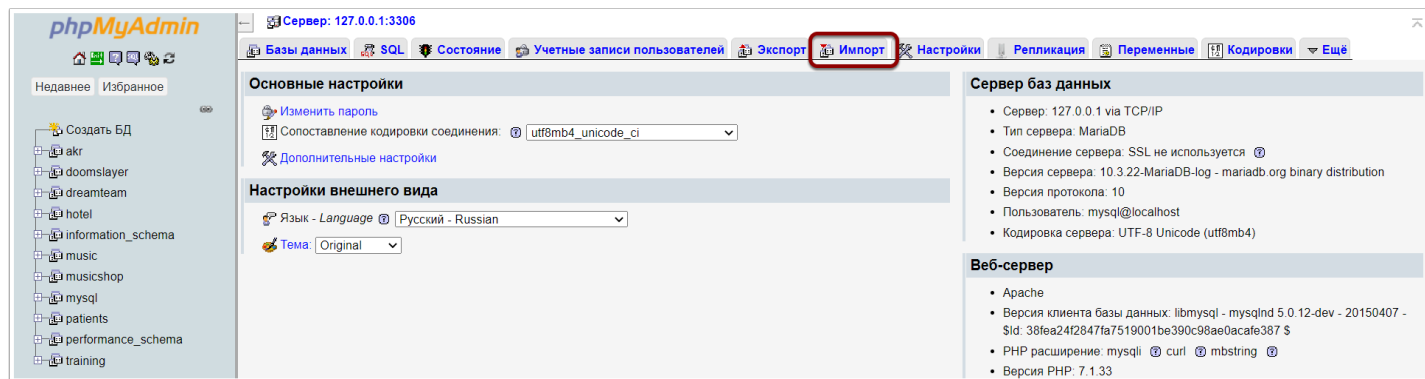 phpMyAdmin
Недавнее Избранное
Создать БД
akr
doomslayer
dreamteam
hotel
information_schema
music
musicshop
mysql
patients
performance_schema
training
Сервер: 127.0.0.1:3306
Базы данных SQL Состояние Учетные записи пользователей Экспорт Импорт Настройки Репликация Переменные Кодировки Ещё
Основные настройки
Изменить пароль
Сопоставление кодировки соединения: utf8mb4_unicode_ci
Дополнительные настройки
Настройки внешнего вида
Язык - Language Русский - Russian
Тема: Original
Сервер баз данных
• Сервер: 127.0.0.1 via TCP/IP
• Тип сервера: MariaDB
• Соединение сервера: SSL не используется
• Версия сервера: 10.3.22-MariaDB-log - mariadb.org binary distribution
• Версия протокола: 10
• Пользователь: mysql@localhost
• Кодировка сервера: UTF-8 Unicode (utf8mb4)
Веб-сервер
• Apache
• Версия клиента базы данных: libmysql - mysqlnd 5.0.12-dev - 20150407 -
$Id: 38fea24f2847fa7519001be390c98ae0acafe387 $
• PHP расширение: mysqli curl mbstring
• Версия PHP: 7.1.33